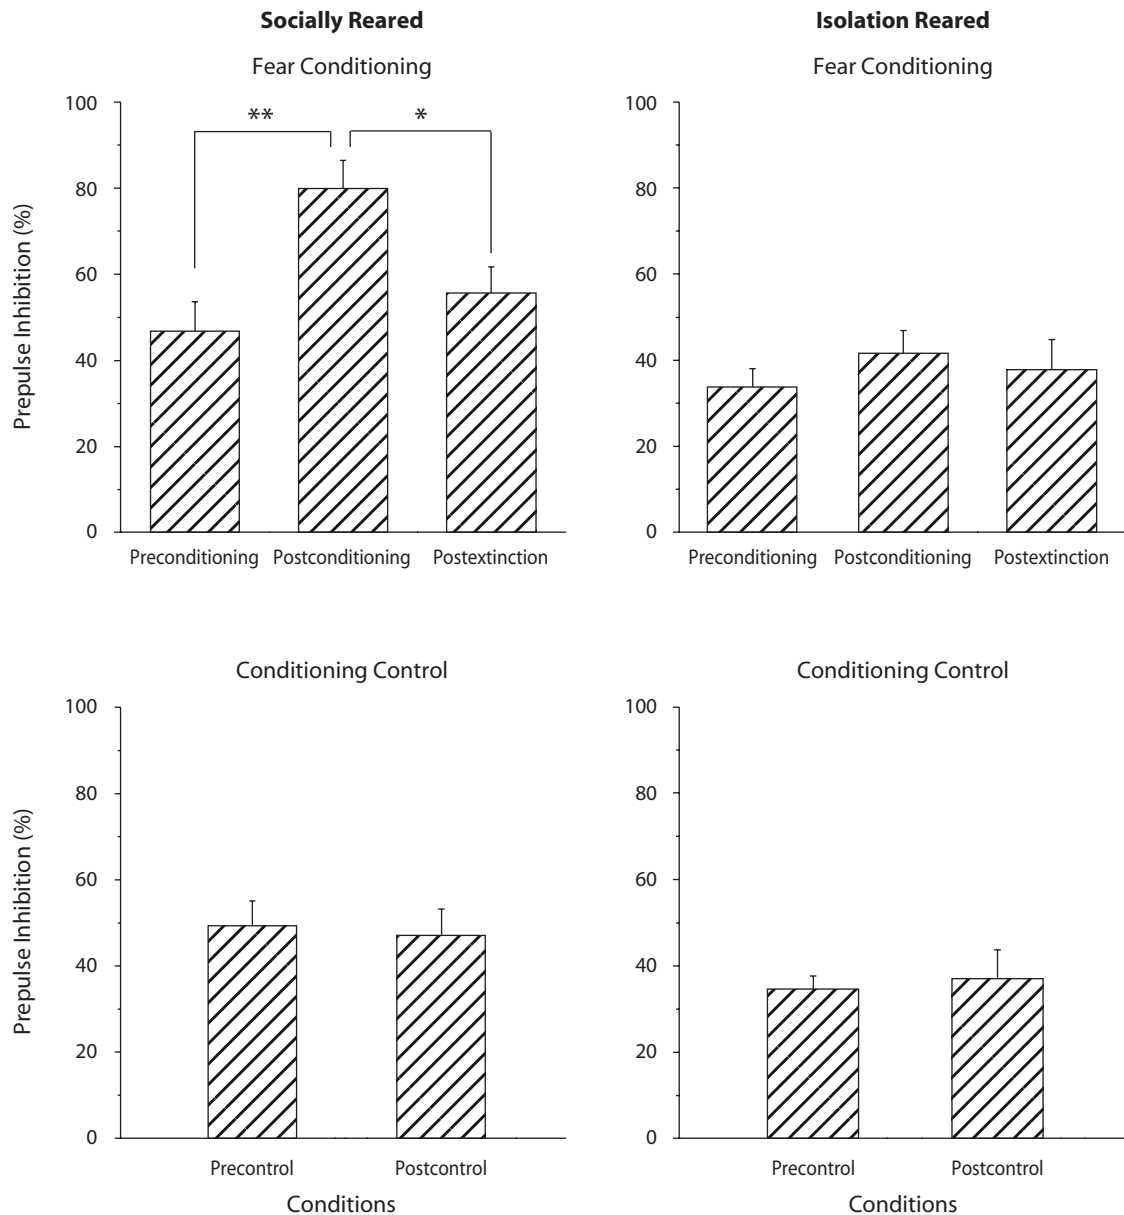 Socially Reared
Fear Conditioning
Prepulse Inhibition (%)
100
80
60
40
20
0
**
*
Preconditioning Postconditioning Postextinction
Isolation Reared
Fear Conditioning
100
80
60
40
20
0
Preconditioning Postconditioning Postextinction
Conditioning Control
Prepulse Inhibition (%)
100
80
60
40
20
0
Precontrol Postcontrol
Conditions
Conditioning Control
100
80
60
40
20
0
Precontrol Postcontrol
Conditions